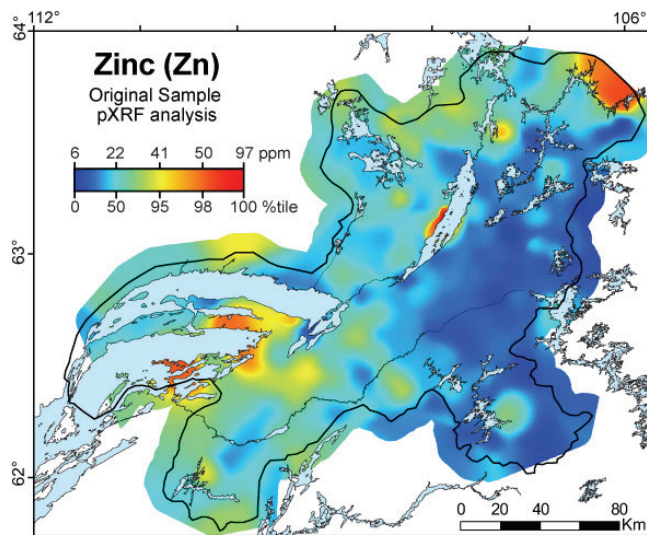 112° 106°
64°
Zinc (Zn)
Original Sample
pXRF analysis
6 22 41 50 97 ppm
0 50 95 98 100 %tile
63°
62°
0 20 40 60 80
Km